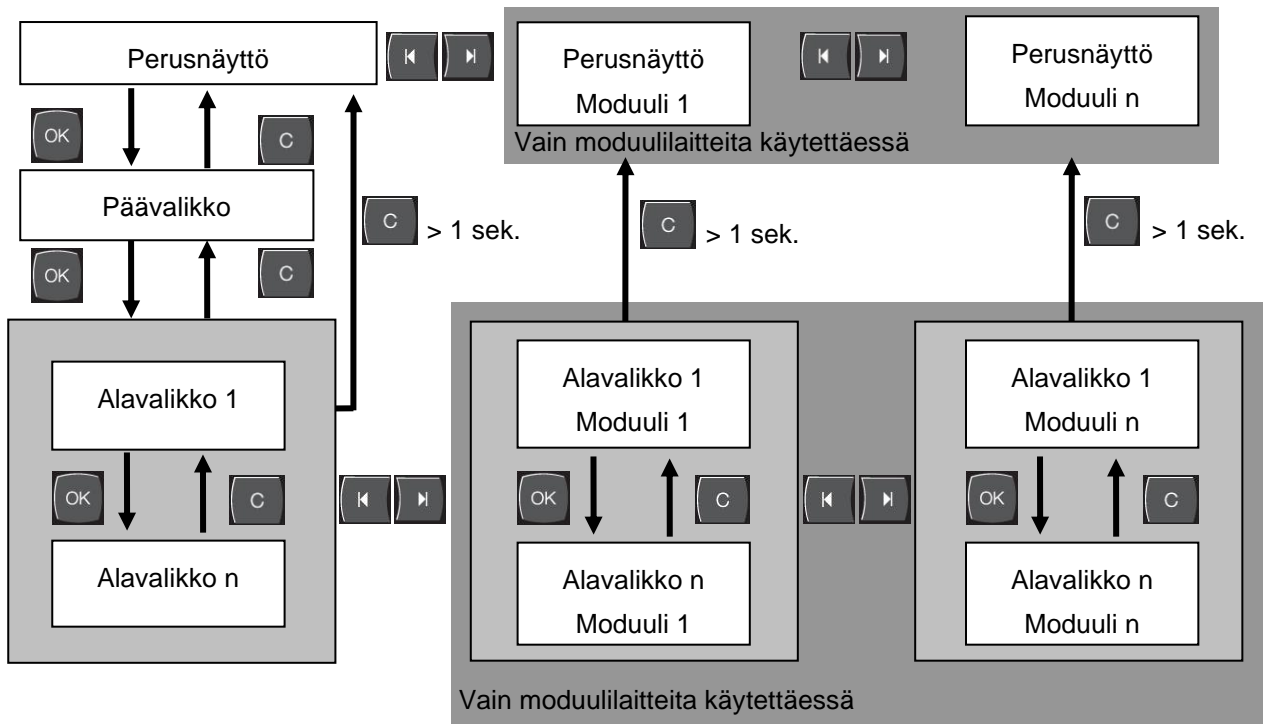 Perusnäyttö
Perusnäyttö
Moduuli 1
Perusnäyttö
Moduuli n
Vain moduulilaitteita käytettäessä
OK
C
Päävalikko
C > 1 sek.
C > 1 sek.
C > 1 sek.
OK
C
Alavalikko 1
OK
C
Alavalikko n
Alavalikko 1
Moduuli 1
OK
C
Alavalikko n
Moduuli 1
Alavalikko 1
Moduuli n
OK
C
Alavalikko n
Moduuli n
Vain moduulilaitteita käytettäessä